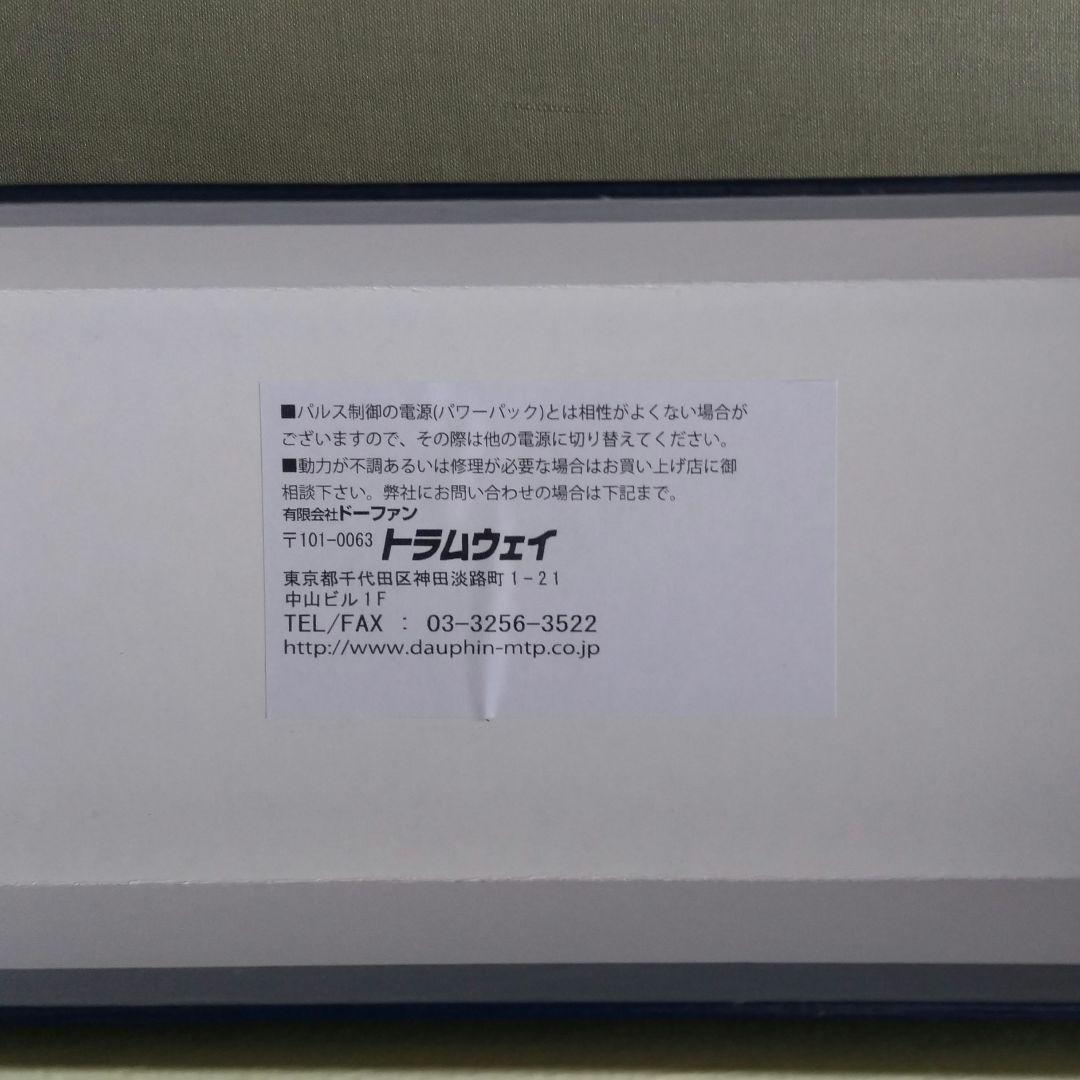 ■パルス制御の電源(パワーパック)とは相性がよくない場合が
ございますので、その際は他の電源に切り替えてください。
■動力が不調あるいは修理が必要な場合はお買い上げ店に御
相談下さい。弊社にお問い合わせの場合は下記まで。
有限会社ドーファン
〒101-0063 トラムウェイ
東京都千代田区神田淡路町1-21
中山ビル1F
TEL/FAX : 03-3256-3522
http://www.dauphin-mtp.co.jp